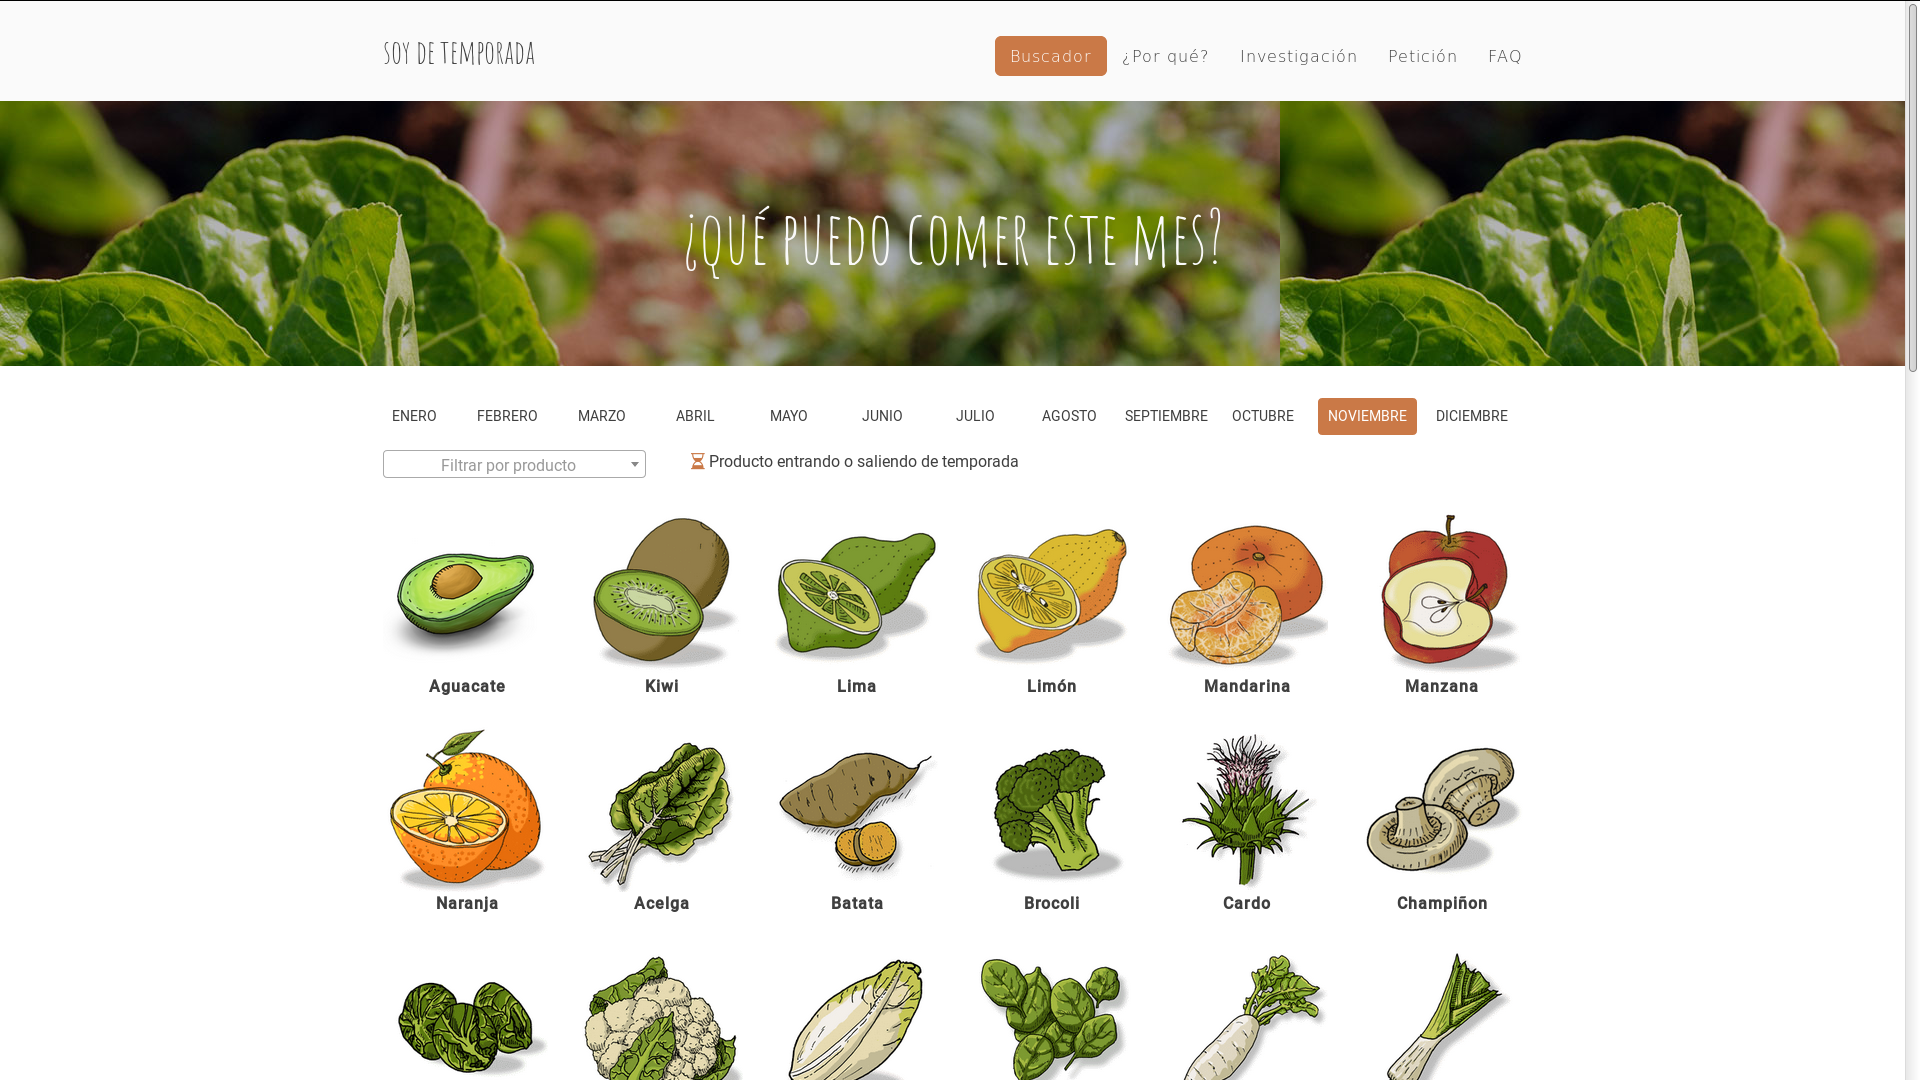 SOY DE TEMPORADA
Buscador ¿Por qué? Investigación Petición FAQ
¿QUÉ PUEDO COMER ESTE MES?
ENERO FEBRERO MARZO ABRIL MAYO JUNIO JULIO AGOSTO SEPTIEMBRE OCTUBRE NOVIEMBRE DICIEMBRE
Filtrar por producto Producto entrando o saliendo de temporada
Aguacate Kiwi Lima Limón Mandarina Manzana
Naranja Acelga Batata Brocoli Cardo Champiñon